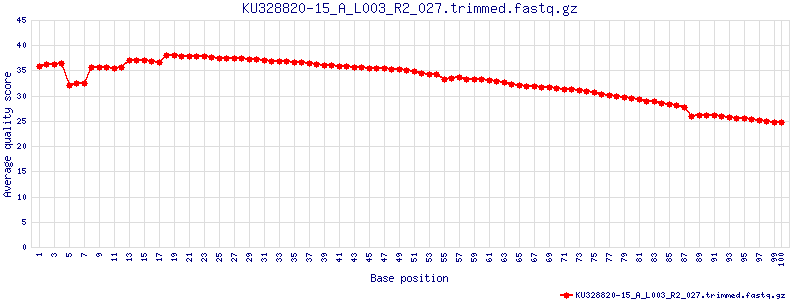 KU328820-15_A_L003_R2_027.trimmed.fastq.gz
45
40
35
30
25
20
15
10
5
0
Average quality score
1 3 5 7 9 11 13 15 17 19 21 23 25 27 29 31 33 35 37 39 41 43 45 47 49 51 53 55 57 59 61 63 65 67 69 71 73 75 77 79 81 83 85 87 89 91 93 95 97 99 100
Base position
KU328820-15_A_L003_R2_027.trimmed.fastq.gz